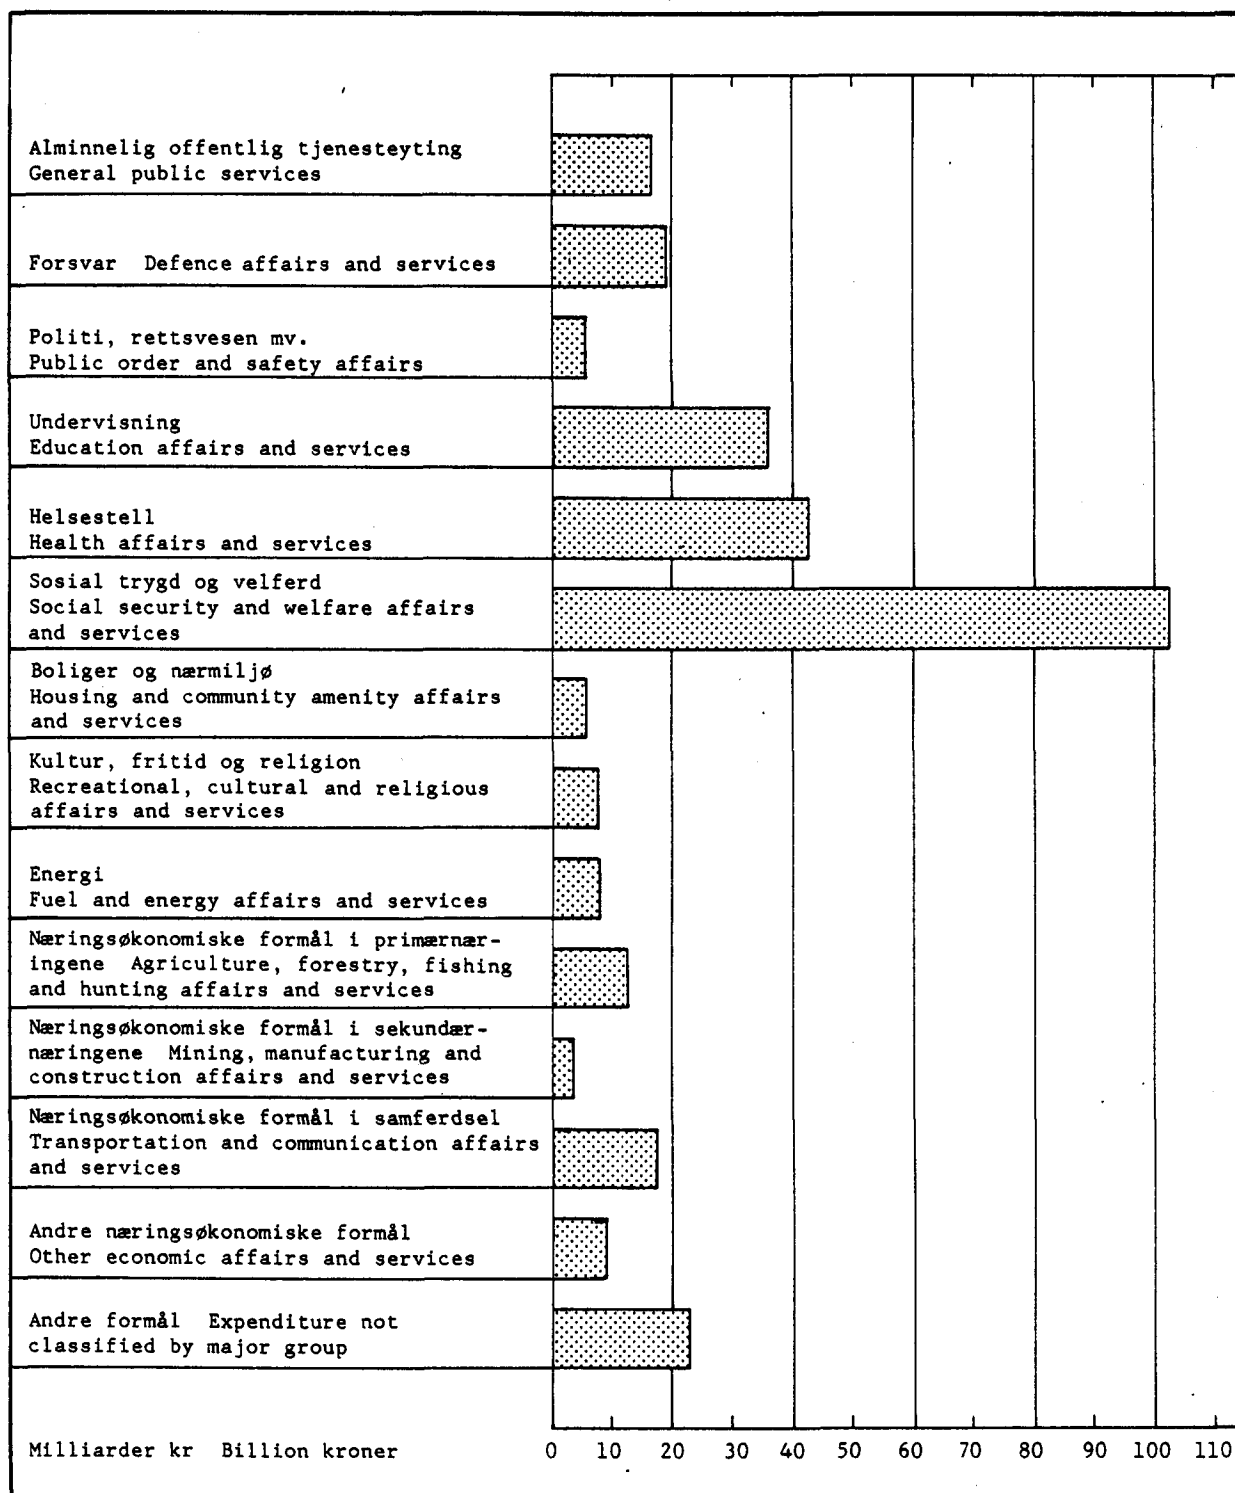 Alminnelig offentlig tjenesteyting
General public services
Forsvar Defence affairs and services
Politi, rettsvesen mv.
Public order and safety affairs
Undervisning
Education affairs and services
Helsestell
Health affairs and services
Sosial trygd og velferd
Social security and welfare affairs
and services
Boliger og nærmiljø
Housing and community amenity affairs
and services
Kultur, fritid og religion
Recreational, cultural and religious
affairs and services
Energi
Fuel and energy affairs and services
Næringsøkonomiske formål i primærnær-
ingene Agriculture, forestry, fishing
and hunting affairs and services
Næringsøkonomiske formål i sekundær-
næringene Mining, manufacturing and
construction affairs and services
Næringsøkonomiske formål i samferdsel
Transportation and communication affairs
and services
Andre næringsøkonomiske formål
Other economic affairs and services
Andre formål Expenditure not
classified by major group
Milliarder kr Billion kroner 0 10 20 30 40 50 60 70 80 90 100 110